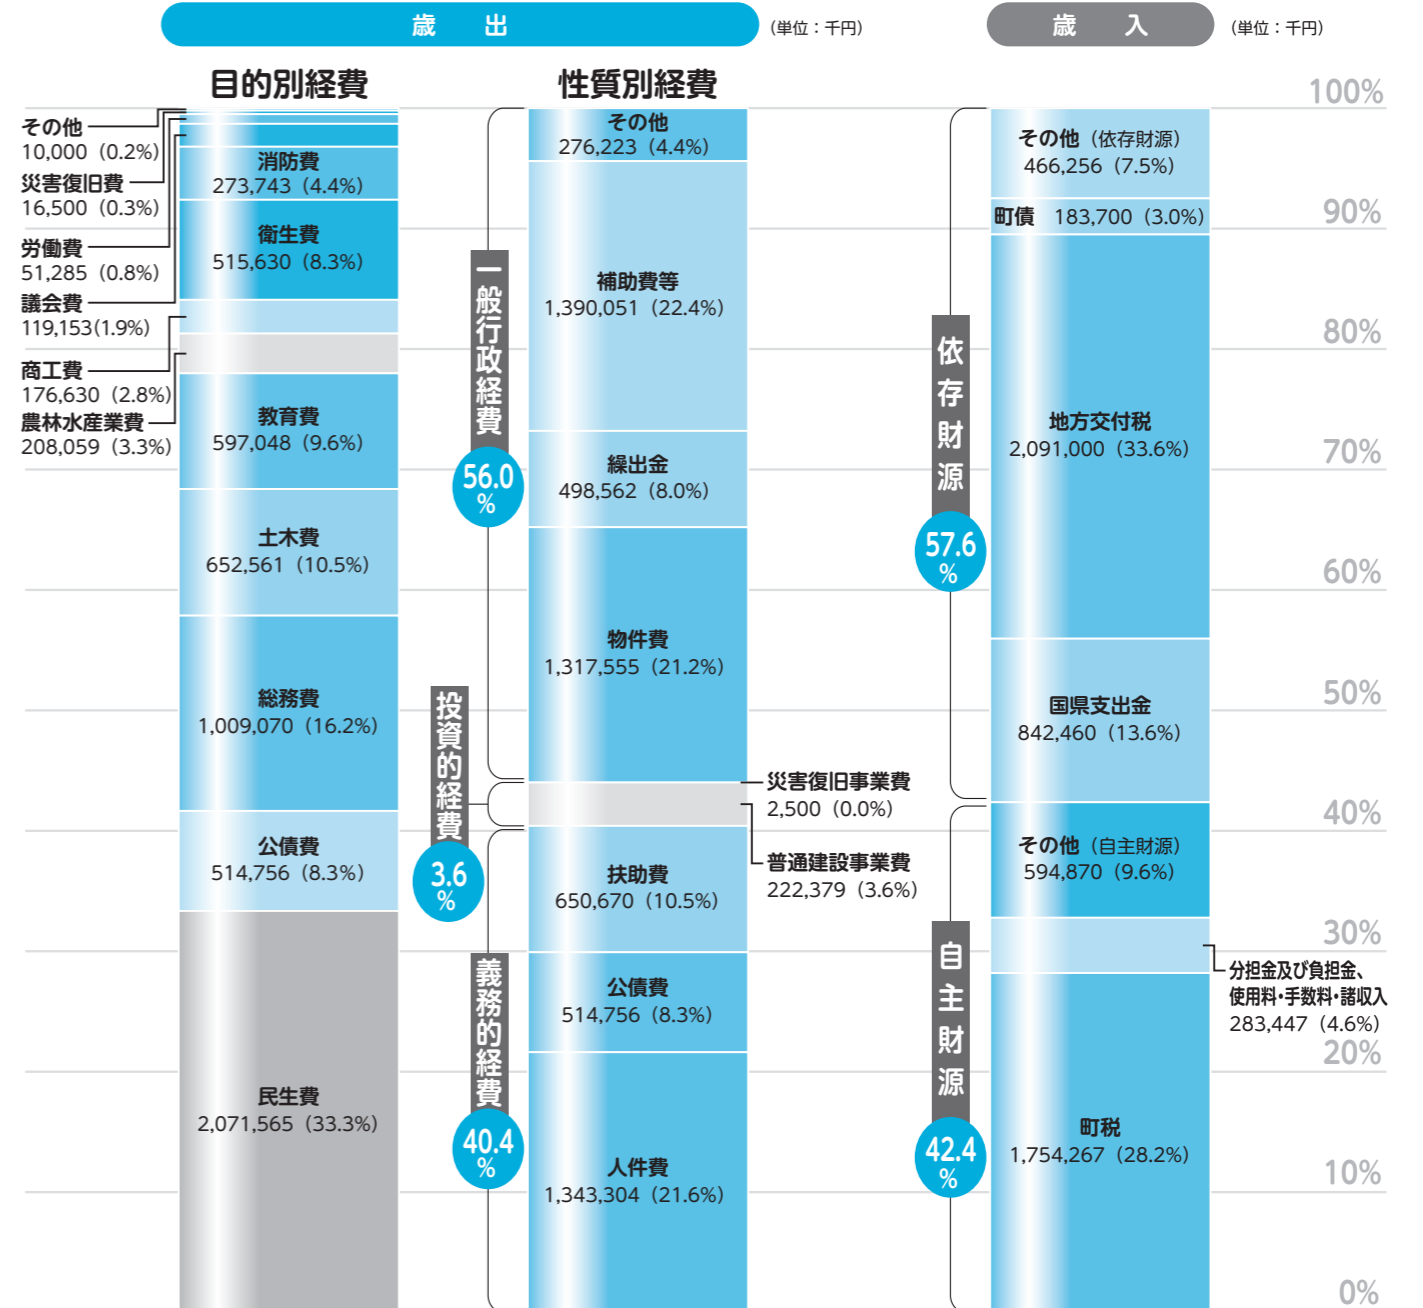 歳　出
（単位：千円）
歳　入
（単位：千円）
目的別経費
その他
10,000（0.2%）
災害復旧費
16,500（0.3%）
労働費
51,285（0.8%）
議会費
119,153(1.9%)
商工費
176,630（2.8%）
農林水産業費
208,059（3.3%）
消防費
273,743（4.4%）
衛生費
515,630（8.3%）
教育費
597,048（9.6%）
土木費
652,561（10.5%）
総務費
1,009,070（16.2%）
公債費
514,756（8.3%）
民生費
2,071,565（33.3%）
性質別経費
一般行政経費
56.0
%
投資的経費
3.6
%
義務的経費
40.4
%
その他
276,223（4.4%）
補助費等
1,390,051（22.4%）
繰出金
498,562（8.0%）
物件費
1,317,555（21.2%）
災害復旧事業費
2,500（0.0%）
普通建設事業費
222,379（3.6%）
扶助費
650,670（10.5%）
公債費
514,756（8.3%）
人件費
1,343,304（21.6%）
依存財源
57.6
%
自主財源
42.4
%
その他（依存財源）
466,256（7.5%）
町債　183,700（3.0%）
地方交付税
2,091,000（33.6%）
国県支出金
842,460（13.6%）
その他（自主財源）
594,870（9.6%）
分担金及び負担金、
使用料・手数料・諸収入
283,447（4.6%）
町税
1,754,267（28.2%）
100%
90%
80%
70%
60%
50%
40%
30%
20%
10%
0%